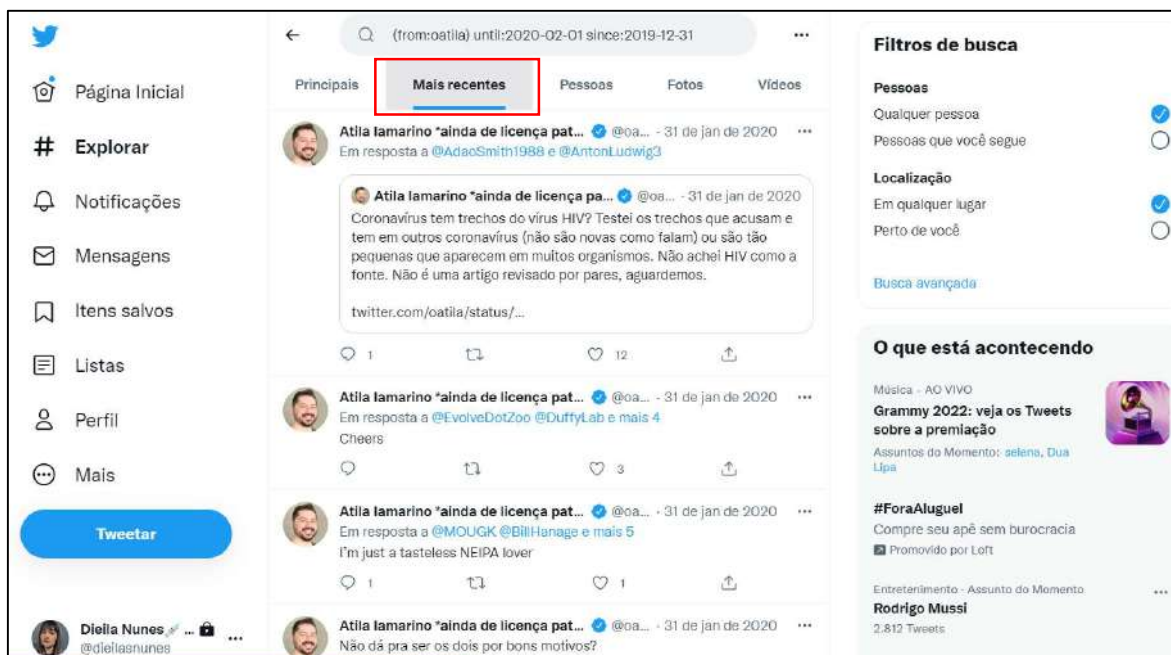 (from:oatila) until:2020-02-01 since:2019-12-31
Página Inicial
Explorar
Notificações
Mensagens
Itens salvos
Listas
Perfil
Mais
Tweetar
Dieila Nunes ...
@dieilasnunes
Principais
Mais recentes
Pessoas
Fotos
Vídeos
Atila Iamarino *ainda de licença pat... @oa... · 31 de jan de 2020
Em resposta a @AdaoSmith1988 e @AntonLudwig3
Atila Iamarino *ainda de licença pa... @oa... · 31 de jan de 2020
Coronavírus tem trechos do vírus HIV? Testei os trechos que acusam e
tem em outros coronavírus (não são novas como falam) ou são tão
pequenas que aparecem em muitos organismos. Não achei HIV como a
fonte. Não é uma artigo revisado por pares, aguardemos.
twitter.com/oatila/status/...
1
12
Atila Iamarino *ainda de licença pat... @oa... · 31 de jan de 2020
Em resposta a @EvolveDotZoo @DuffyLab e mais 4
Cheers
3
Atila Iamarino *ainda de licença pat... @oa... · 31 de jan de 2020
Em resposta a @MOUGK @BillHanage e mais 5
I'm just a tasteless NEIPA lover
1
1
Atila Iamarino *ainda de licença pat... @oa... · 31 de jan de 2020
Não dá pra ser os dois por bons motivos?
Filtros de busca
Pessoas
Qualquer pessoa
Pessoas que você segue
Localização
Em qualquer lugar
Perto de você
Busca avançada
O que está acontecendo
Música · AO VIVO
Grammy 2022: veja os Tweets
sobre a premiação
Assuntos do Momento: selena, Dua
Lipa
#ForaAluguel
Compre seu apê sem burocracia
Promovido por Loft
Entretenimento · Assunto do Momento
Rodrigo Mussi
2.812 Tweets